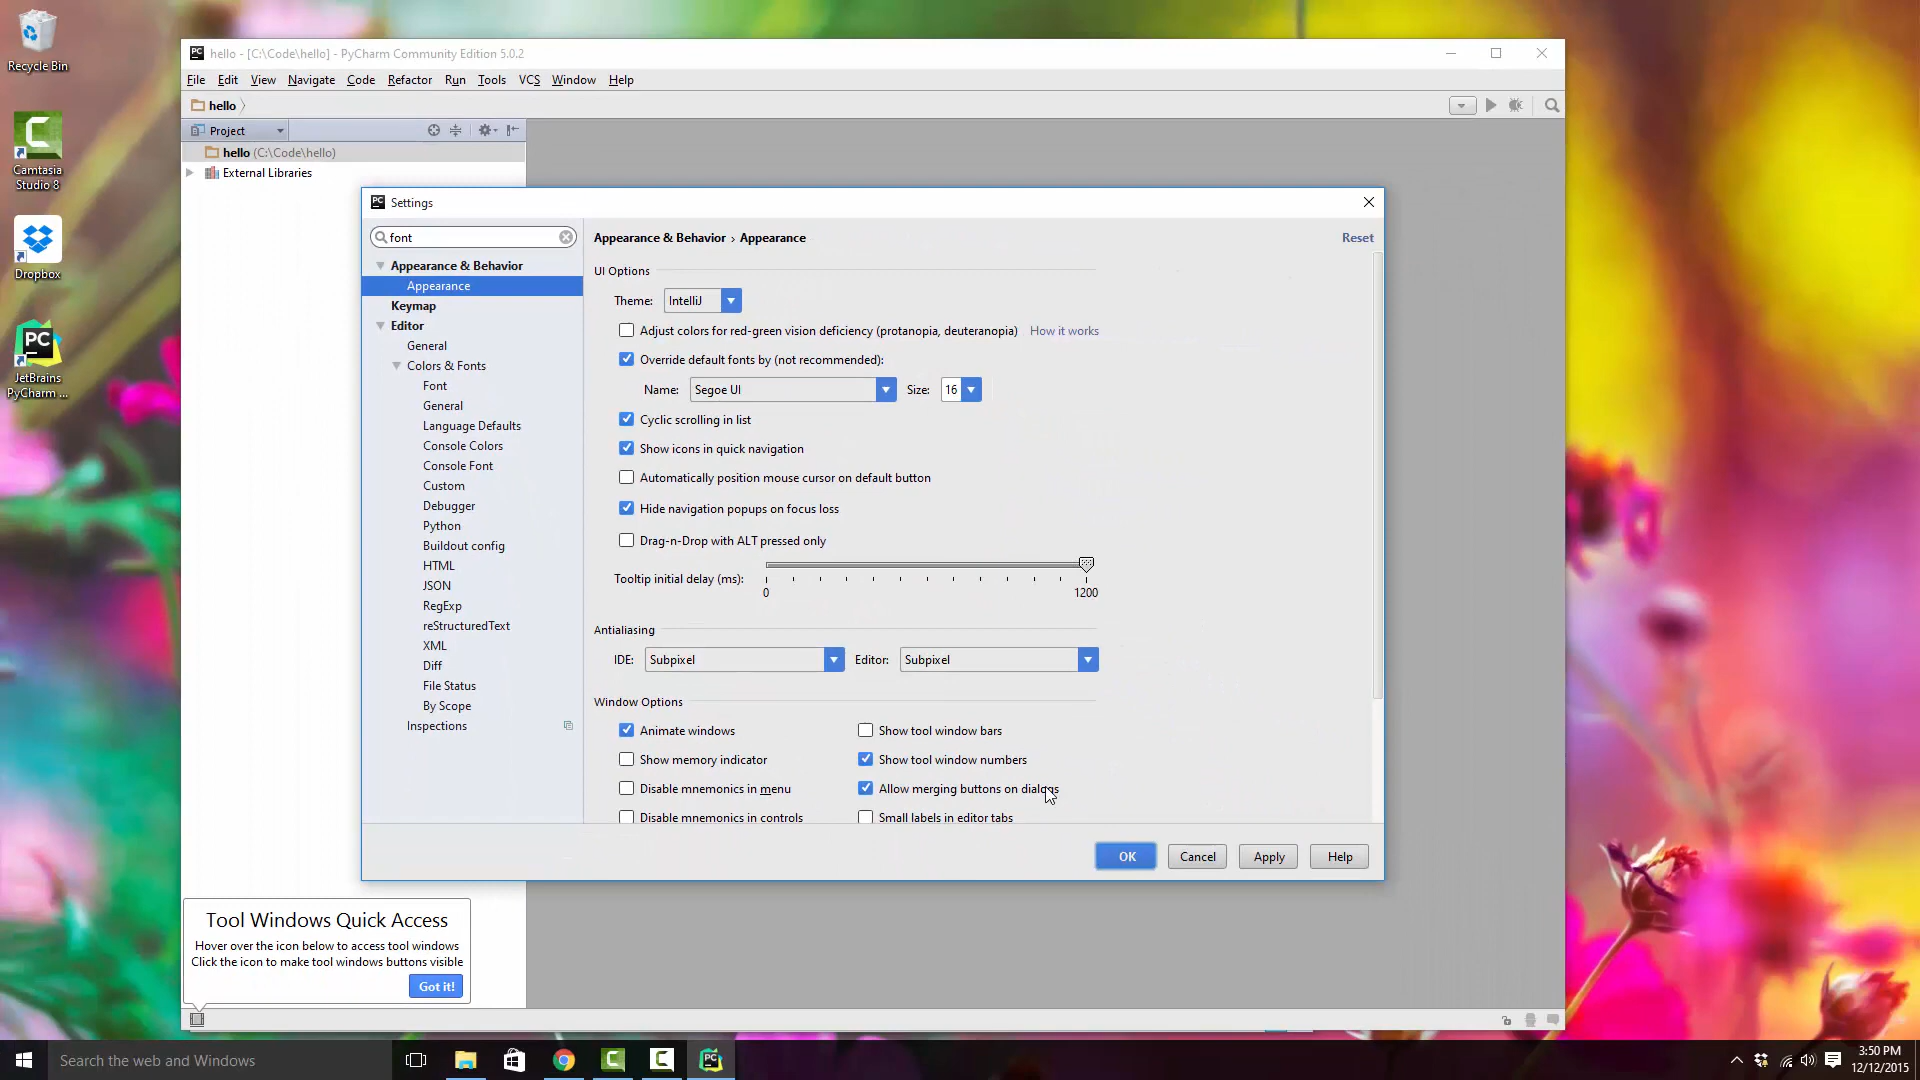 Recycle Bin
Camtasia
Studio 8
Dropbox
JetBrains
PyCharm ...
hello - [C:\Code\hello] - PyCharm Community Edition 5.0.2
File Edit View Navigate Code Refactor Run Tools VCS Window Help
hello
Project
hello (C:\Code\hello)
External Libraries
Settings
font
Appearance & Behavior
Appearance
Keymap
Editor
General
Colors & Fonts
Font
General
Language Defaults
Console Colors
Console Font
Custom
Debugger
Python
Buildout config
HTML
JSON
RegExp
reStructuredText
XML
Diff
File Status
By Scope
Inspections
Appearance & Behavior › Appearance
Reset
UI Options
Theme: IntelliJ
Adjust colors for red-green vision deficiency (protanopia, deuteranopia) How it works
Override default fonts by (not recommended):
Name: Segoe UI Size: 16
Cyclic scrolling in list
Show icons in quick navigation
Automatically position mouse cursor on default button
Hide navigation popups on focus loss
Drag-n-Drop with ALT pressed only
Tooltip initial delay (ms):
0 1200
Antialiasing
IDE: Subpixel Editor: Subpixel
Window Options
Animate windows Show tool window bars
Show memory indicator Show tool window numbers
Disable mnemonics in menu Allow merging buttons on dialogs
Disable mnemonics in controls Small labels in editor tabs
OK Cancel Apply Help
Tool Windows Quick Access
Hover over the icon below to access tool windows
Click the icon to make tool windows buttons visible
Got it!
Search the web and Windows
3:50 PM
12/12/2015